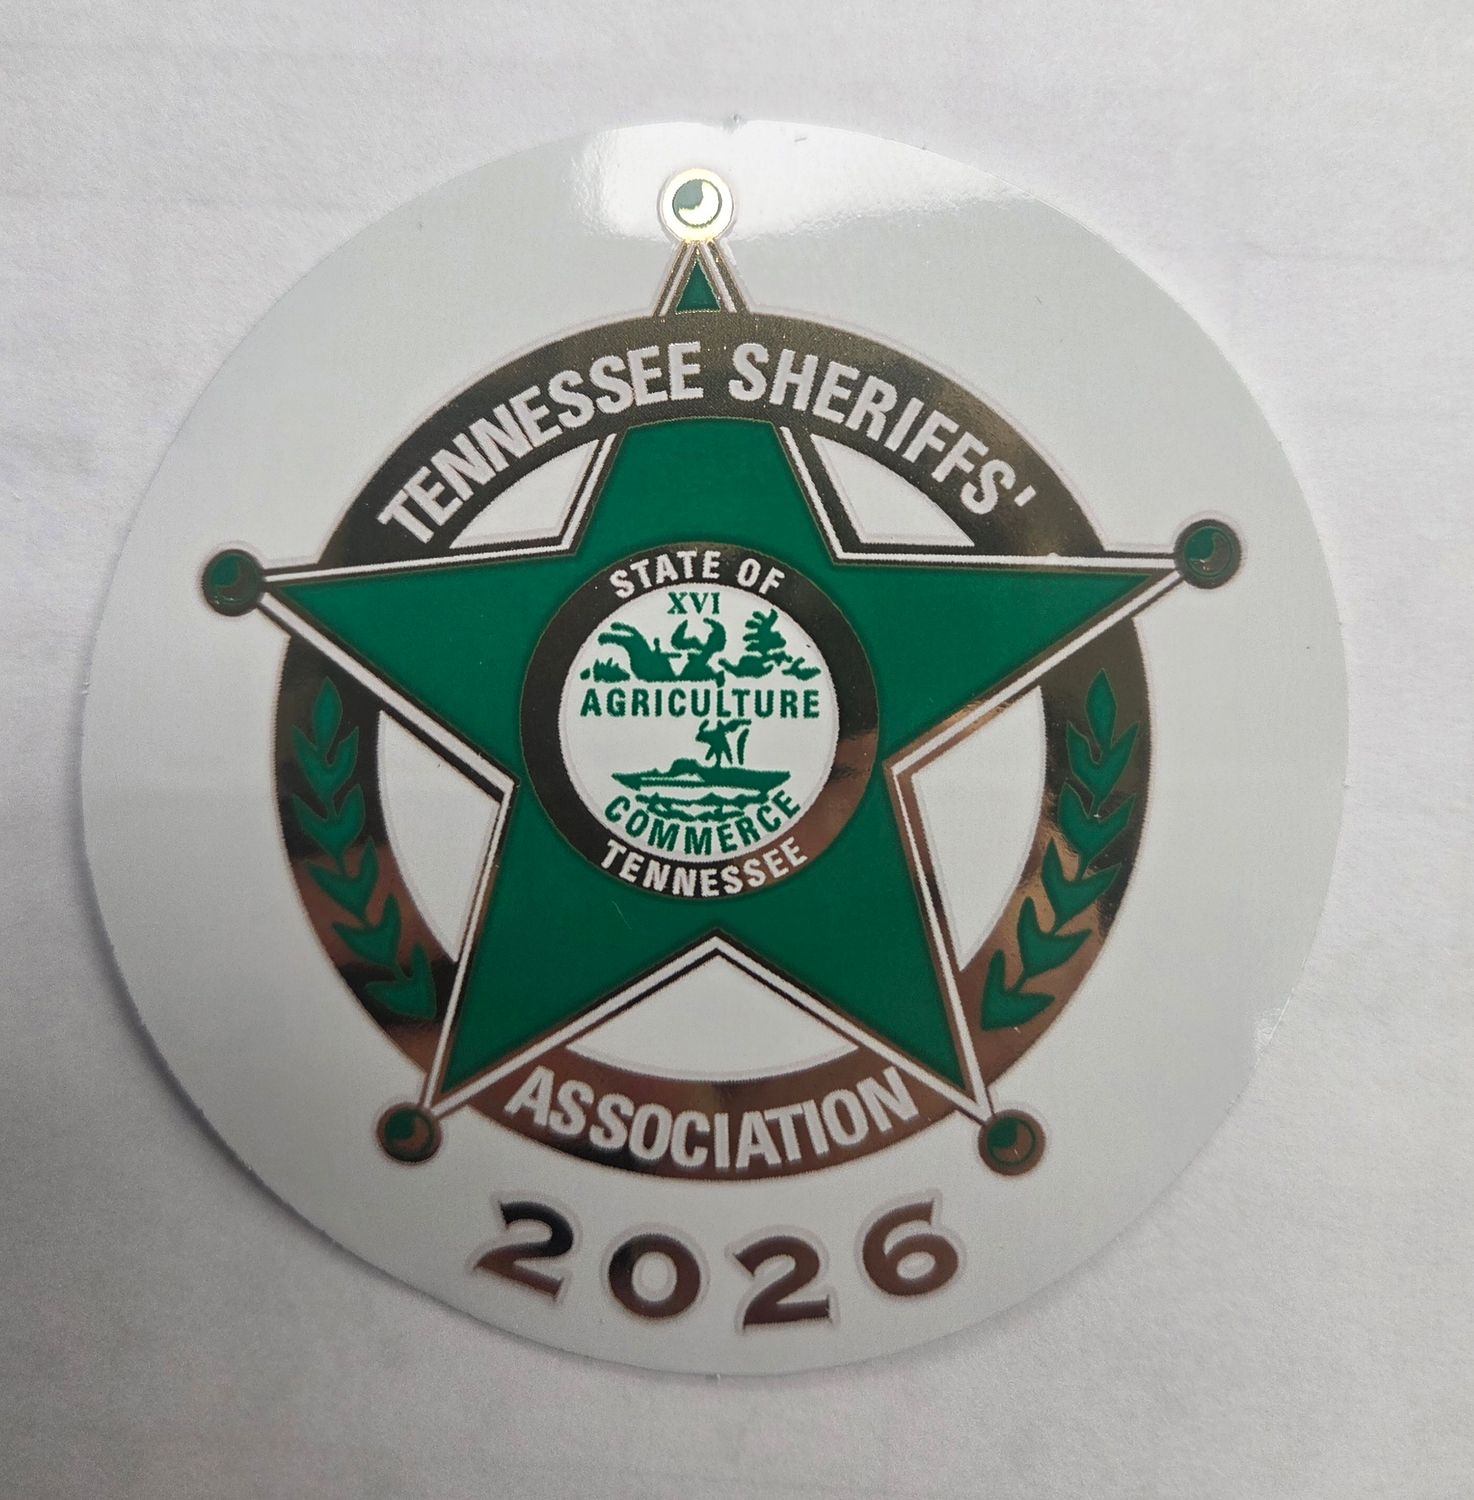 TENNESSEE SHERIFFS'
STATE OF
XVI
AGRICULTURE
COMMERCE
TENNESSEE
ASSOCIATION
2026